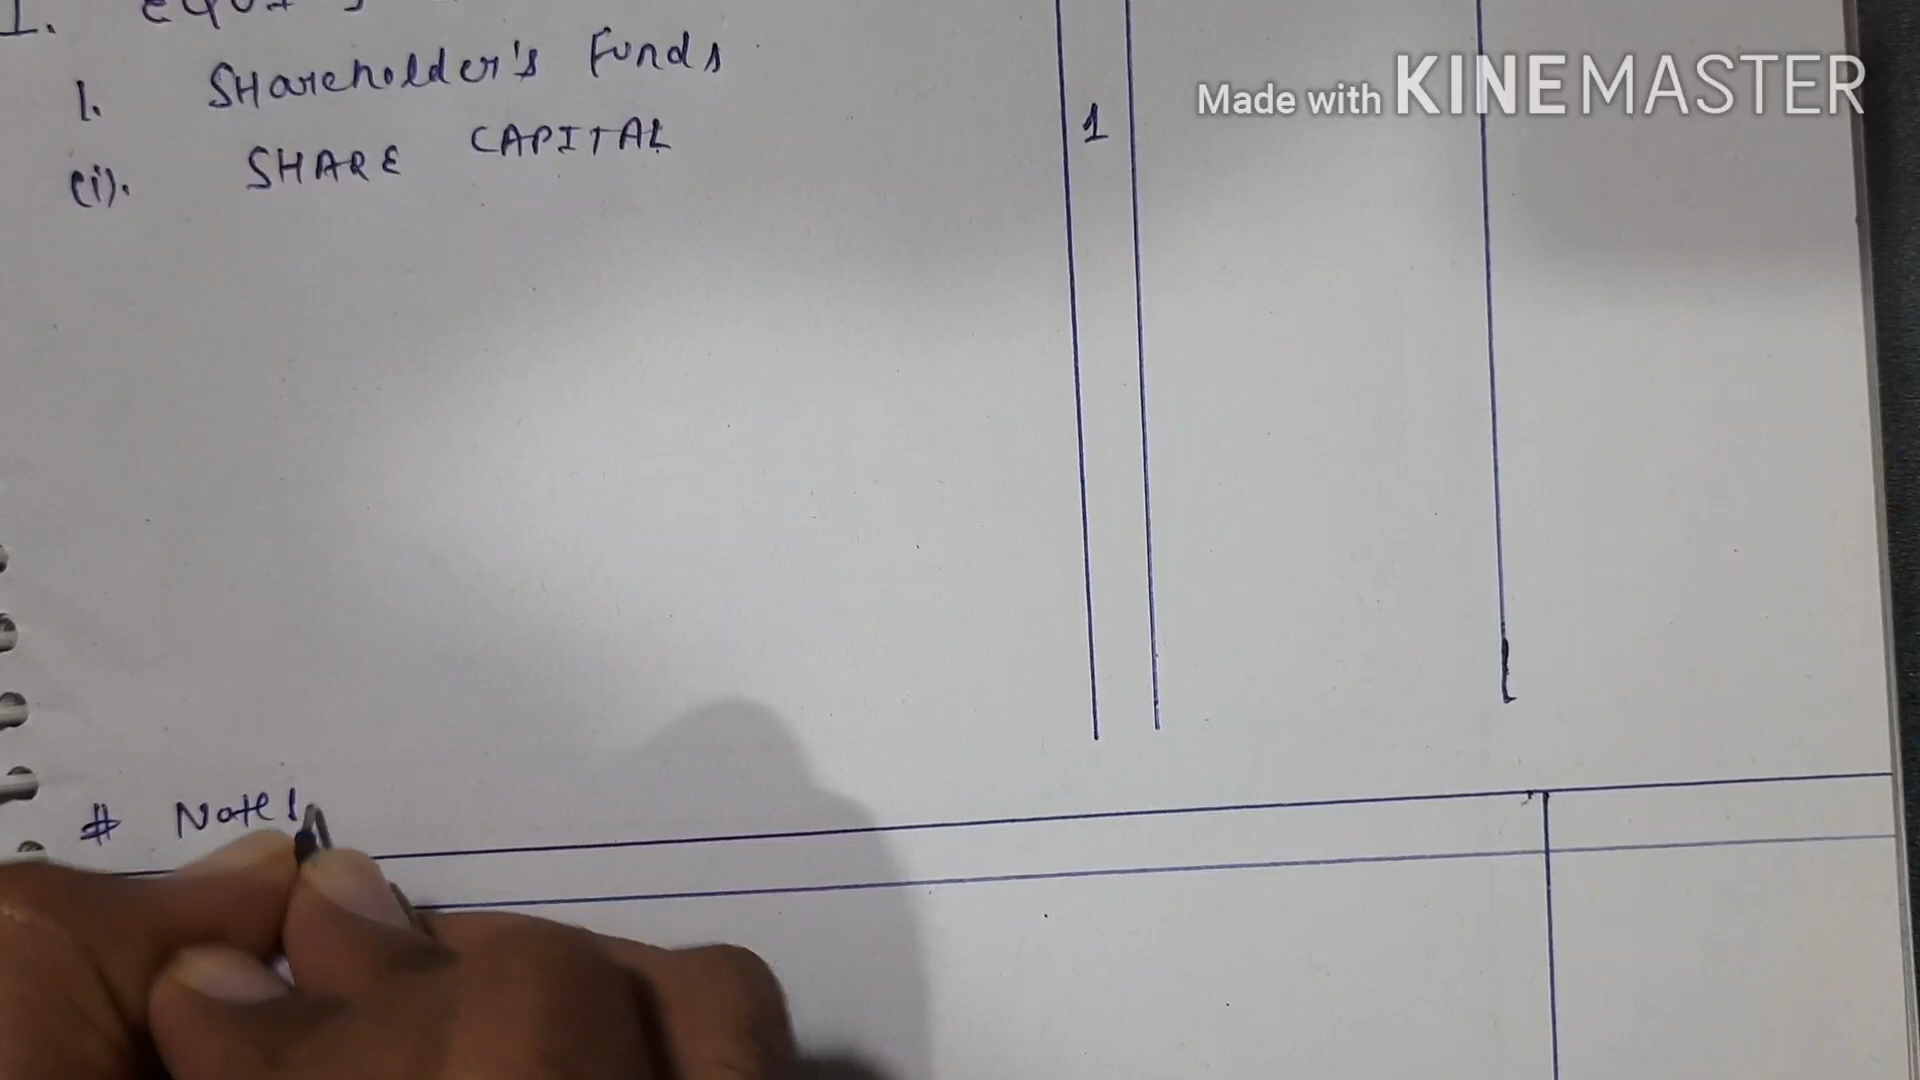 I.
1. SHareholder's Funds
(i). SHARE CAPITAL
1
Made with KINEMASTER
# Note